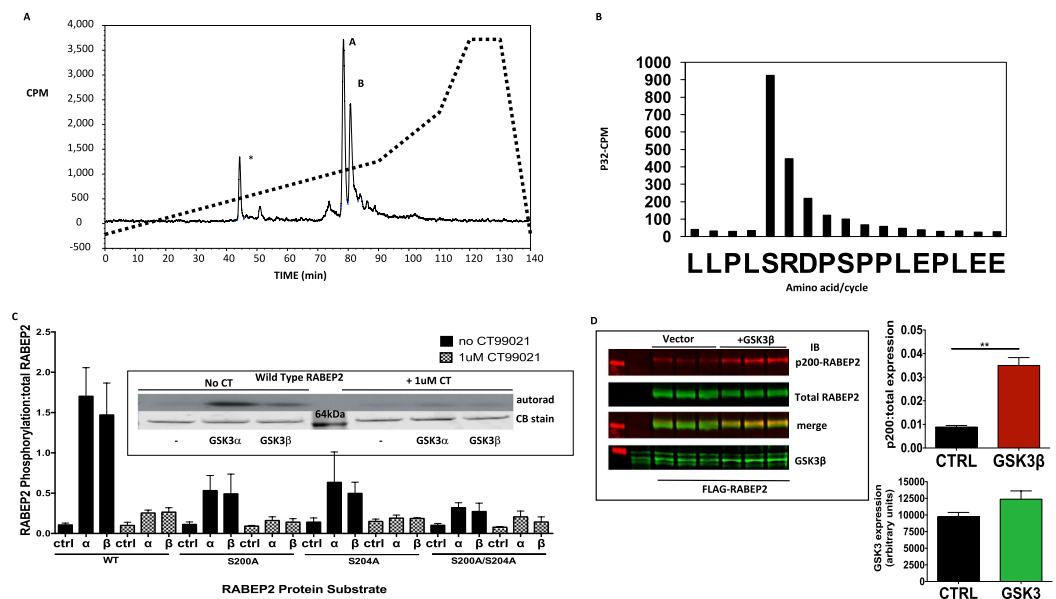 A
CPM
4,000
3,500
3,000
2,500
2,000
1,500
1,000
500
0
-500
A
B
*
0 10 20 30 40 50 60 70 80 90 100 110 120 130 140
TIME (min)
B
P32-CPM
1000
900
800
700
600
500
400
300
200
100
0
LLPLSRDPSPPLEPLEE
Amino acid/cycle
C
RABEP2 Phosphorylation:total RABEP2
2.5
2.0
1.5
1.0
0.5
0.0
no CT99021
1uM CT99021
Wild Type RABEP2
No CT
+ 1uM CT
autorad
64kDa
CB stain
- GSK3α GSK3β - GSK3α GSK3β
ctrl α β ctrl α β ctrl α β ctrl α β ctrl α β ctrl α β ctrl α β ctrl α β
WT S200A S204A S200A/S204A
RABEP2 Protein Substrate
D
Vector +GSK3β IB
p200-RABEP2
Total RABEP2
merge
GSK3β
FLAG-RABEP2
p200:total expression
0.05
0.04
0.03
0.02
0.01
0.00
**
CTRL GSK3β
GSK3 expression
(arbitrary units)
15000
12500
10000
7500
5000
2500
0
CTRL GSK3